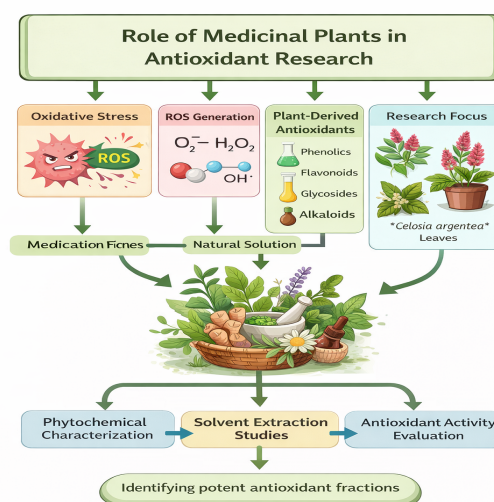 Role of Medicinal Plants in
Antioxidant Research
Oxidative Stress
ROS
ROS Generation
O₂⁻– H₂O₂
OH·
Plant-Derived
Antioxidants
Phenolics
Flavonoids
Glycosides
Alkaloids
Research Focus
*Celosia argentea*
Leaves
Medication Ficnes
Natural Solution
Phytochemical
Characterization
Solvent Extraction
Studies
Antioxidant Activity
Evaluation
Identifying potent antioxidant fractions